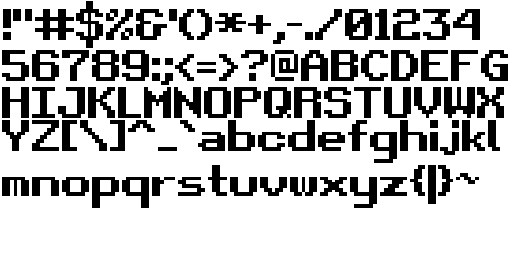 !"#$%&'()*+,-./01234
56789:;<=>?@ABCDEFG
HIJKLMNOPQRSTUVWX
YZ[\]^_`abcdefghijkl
mnopqrstuvwxyz{|}~